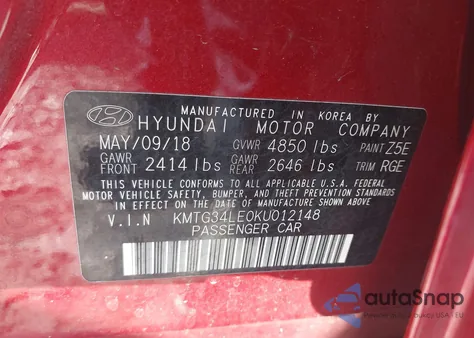 MANUFACTURED IN KOREA BY
HYUNDAI MOTOR COMPANY
MAY/09/18 GVWR 4850 lbs PAINT Z5E
GAWR FRONT 2414 lbs GAWR REAR 2646 lbs TRIM RGE
THIS VEHICLE CONFORMS TO ALL APPLICABLE U.S.A. FEDERAL
MOTOR VEHICLE SAFETY, BUMPER, AND THEFT PREVENTION
STANDARDS IN EFFECT ON THE DATE OF MANUFACTURE SHOWN ABOVE.
V.I.N KMTG34LE0KU012148
PASSENGER CAR
autoSnap